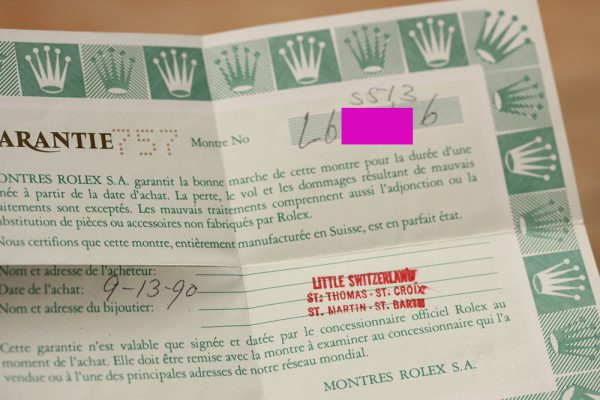 5513
ARANTIE 757 Montre No L6 6
ONTRES ROLEX S.A. garantit la bonne marche de cette montre pour la durée d'une
née à partir de la date d'achat. La perte, le vol et les dommages résultant de mauvais
aitements sont exceptés. Les mauvais traitements comprennent aussi l'adjonction ou la
bstitution de pièces ou accessoires non fabriqués par Rolex.
Nous certifions que cette montre, entièrement manufacturée en Suisse, est en parfait état.
Nom et adresse de l'acheteur:
Date de l'achat: 9-13-90
Nom et adresse du bijoutier:
LITTLE SWITZERLAND
ST. THOMAS - ST. CROIX
ST. MARTIN - ST. BARTH
Cette garantie n'est valable que signée et datée par le concessionnaire officiel Rolex au
moment de l'achat. Elle doit être remise avec la montre à examiner au concessionnaire qui l'a
vendue ou à l'une des principales adresses de notre réseau mondial.
MONTRES ROLEX S.A.